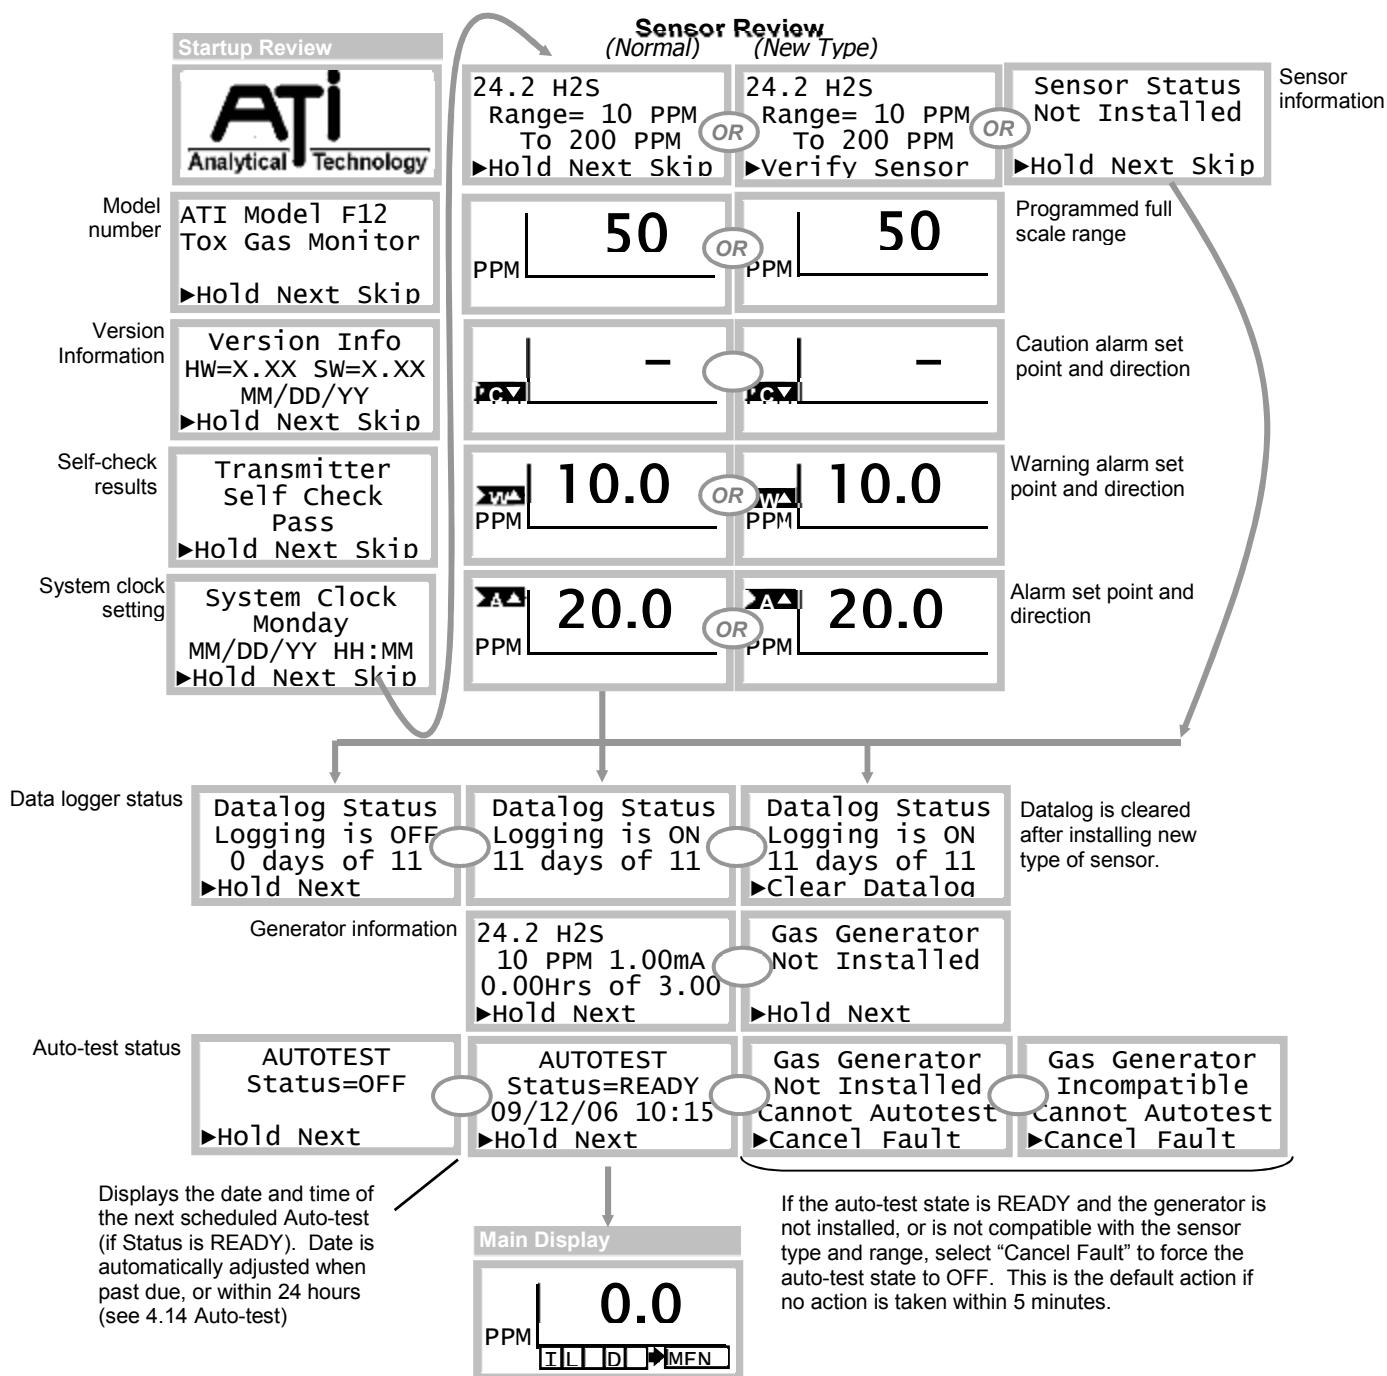 Sensor Review
(Normal) (New Type)
Startup Review
ATi
Analytical Technology
24.2 H2S
Range= 10 PPM
To 200 PPM
►Hold Next Skip
OR
24.2 H2S
Range= 10 PPM
To 200 PPM
►Verify Sensor
OR
Sensor Status
Not Installed
►Hold Next Skip
Sensor
information
Model
number
ATI Model F12
Tox Gas Monitor
►Hold Next Skip
50
PPM
OR
50
PPM
Programmed full
scale range
Version
Information
Version Info
HW=X.XX SW=X.XX
MM/DD/YY
►Hold Next Skip
–
C▼
–
C▼
Caution alarm set
point and direction
Self-check
results
Transmitter
Self Check
Pass
►Hold Next Skip
10.0
W▲
PPM
OR
10.0
W▲
PPM
Warning alarm set
point and direction
System clock
setting
System Clock
Monday
MM/DD/YY HH:MM
►Hold Next Skip
A▲
20.0
PPM
OR
A▲
20.0
PPM
Alarm set point and
direction
Data logger status
Datalog Status
Logging is OFF
0 days of 11
►Hold Next
Datalog Status
Logging is ON
11 days of 11
Datalog Status
Logging is ON
11 days of 11
►Clear Datalog
Datalog is cleared
after installing new
type of sensor.
Generator information
24.2 H2S
10 PPM 1.00mA
0.00Hrs of 3.00
►Hold Next
Gas Generator
Not Installed
►Hold Next
Auto-test status
AUTOTEST
Status=OFF
►Hold Next
AUTOTEST
Status=READY
09/12/06 10:15
►Hold Next
Gas Generator
Not Installed
Cannot Autotest
►Cancel Fault
Gas Generator
Incompatible
Cannot Autotest
►Cancel Fault
Displays the date and time of
the next scheduled Auto-test
(if Status is READY). Date is
automatically adjusted when
past due, or within 24 hours
(see 4.14 Auto-test)
If the auto-test state is READY and the generator is
not installed, or is not compatible with the sensor
type and range, select “Cancel Fault” to force the
auto-test state to OFF. This is the default action if
no action is taken within 5 minutes.
Main Display
0.0
PPM
I L D MEN